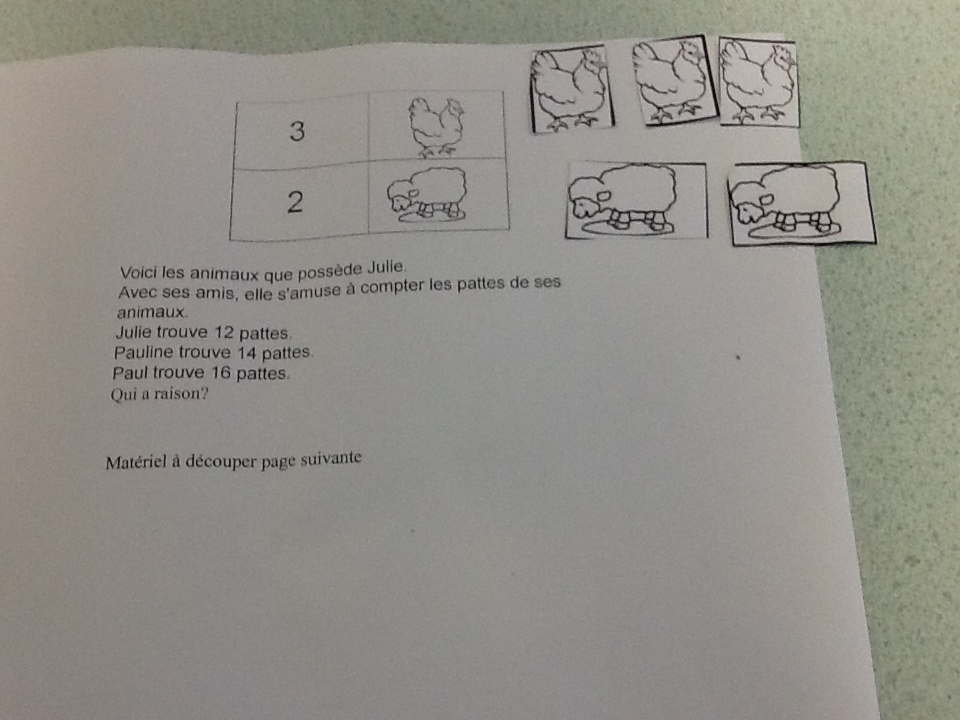 3
2
Voici les animaux que possède Julie.
Avec ses amis, elle s'amuse à compter les pattes de ses
animaux.
Julie trouve 12 pattes.
Pauline trouve 14 pattes.
Paul trouve 16 pattes.
Qui a raison?
Matériel à découper page suivante